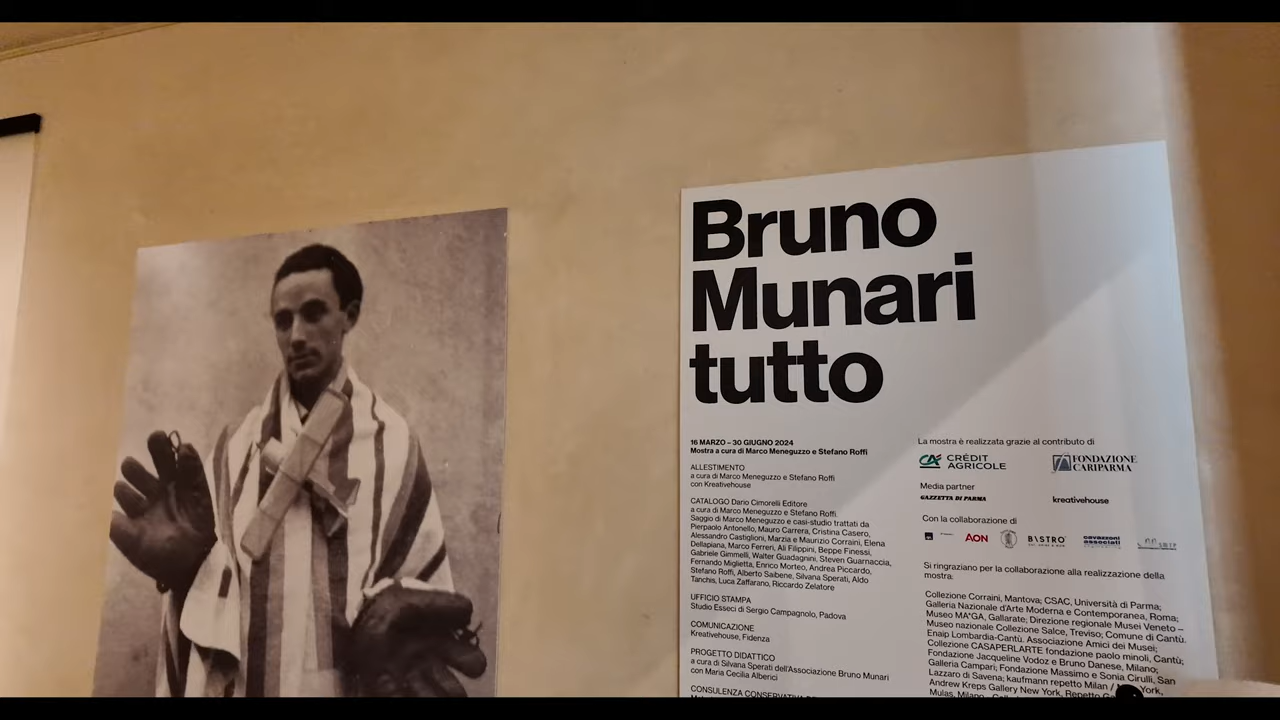 Bruno
Munari
tutto
16 MARZO – 30 GIUGNO 2024
Mostra a cura di Marco Meneguzzo e Stefano Roffi
ALLESTIMENTO
a cura di Marco Meneguzzo e Stefano Roffi
con Kreativehouse
CATALOGO Dario Cimorelli Editore
a cura di Marco Meneguzzo e Stefano Roffi
Saggio di Marco Meneguzzo e casi-studio trattati da
Pierpaolo Antonello, Mauro Carrera, Cristina Casero,
Alessandro Castiglioni, Marzia e Maurizio Corraini, Elena
Dellapiana, Marco Ferreri, Ali Filippini, Beppe Finessi,
Gabriele Gimmelli, Walter Guadagnini, Steven Guarnaccia,
Fernando Miglietta, Enrico Morteo, Andrea Piccardo,
Stefano Roffi, Alberto Saibene, Silvana Sperati, Aldo
Tanchis, Luca Zaffarano, Riccardo Zelatore
UFFICIO STAMPA
Studio Esseci di Sergio Campagnolo, Padova
COMUNICAZIONE
Kreativehouse, Fidenza
PROGETTO DIDATTICO
a cura di Silvana Sperati dell'Associazione Bruno Munari
con Maria Cecilia Alberici
CONSULENZA CONSERVATIVA
La mostra è realizzata grazie al contributo di
CRÉDIT
AGRICOLE
FONDAZIONE
CARIPARMA
Media partner
GAZZETTA DI PARMA
kreativehouse
Con la collaborazione di
AXA
AON
BISTRO
cavazzoni
associati
Si ringraziano per la collaborazione alla realizzazione della
mostra:
Collezione Corraini, Mantova; CSAC, Università di Parma;
Galleria Nazionale d'Arte Moderna e Contemporanea, Roma;
Museo MA*GA, Gallarate; Direzione regionale Musei Veneto –
Museo nazionale Collezione Salce, Treviso; Comune di Cantù.
Enaip Lombardia-Cantù. Associazione Amici dei Musei;
Collezione CASAPERLARTE fondazione paolo minoli, Cantù;
Fondazione Jacqueline Vodoz e Bruno Danese, Milano;
Galleria Campari; Fondazione Massimo e Sonia Cirulli, San
Lazzaro di Savena; kaufmann repetto Milan / York,
Andrew Kreps Gallery New York, Repetto
Mulas, Milano